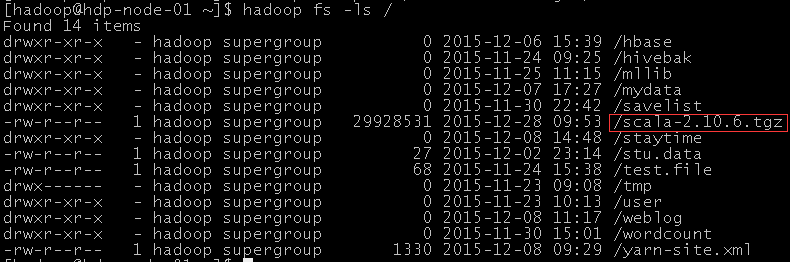 [hadoop@hdp-node-01 ~]$ hadoop fs -ls /
Found 14 items
drwxr-xr-x - hadoop supergroup 0 2015-12-06 15:39 /hbase
drwxr-xr-x - hadoop supergroup 0 2015-11-24 09:25 /hivebak
drwxr-xr-x - hadoop supergroup 0 2015-11-25 11:15 /mllib
drwxr-xr-x - hadoop supergroup 0 2015-12-07 17:27 /mydata
drwxr-xr-x - hadoop supergroup 0 2015-11-30 22:42 /savelist
-rw-r--r-- 1 hadoop supergroup 29928531 2015-12-28 09:53 /scala-2.10.6.tgz
drwxr-xr-x - hadoop supergroup 0 2015-12-08 14:48 /staytime
-rw-r--r-- 1 hadoop supergroup 27 2015-12-02 23:14 /stu.data
-rw-r--r-- 1 hadoop supergroup 68 2015-11-24 15:38 /test.file
drwx------ - hadoop supergroup 0 2015-11-23 09:08 /tmp
drwxr-xr-x - hadoop supergroup 0 2015-11-23 10:13 /user
drwxr-xr-x - hadoop supergroup 0 2015-12-08 11:17 /weblog
drwxr-xr-x - hadoop supergroup 0 2015-11-30 15:01 /wordcount
-rw-r--r-- 1 hadoop supergroup 1330 2015-12-08 09:29 /yarn-site.xml
[hadoop@hdp-node-01 ~]$